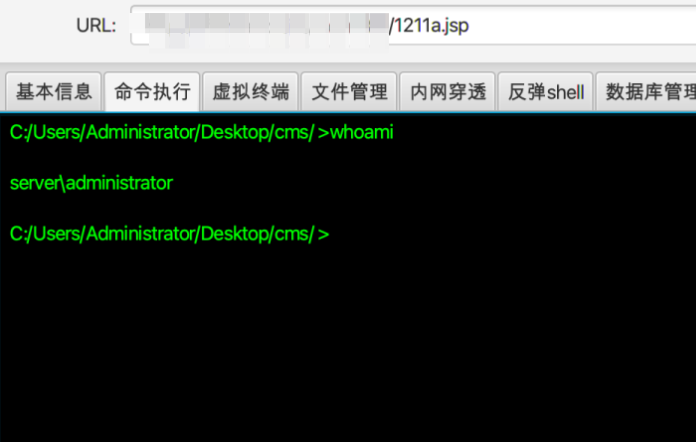 URL: /1211a.jsp
基本信息 命令执行 虚拟终端 文件管理 内网穿透 反弹shell 数据库管理
C:/Users/Administrator/Desktop/cms/ >whoami
server\administrator
C:/Users/Administrator/Desktop/cms/ >